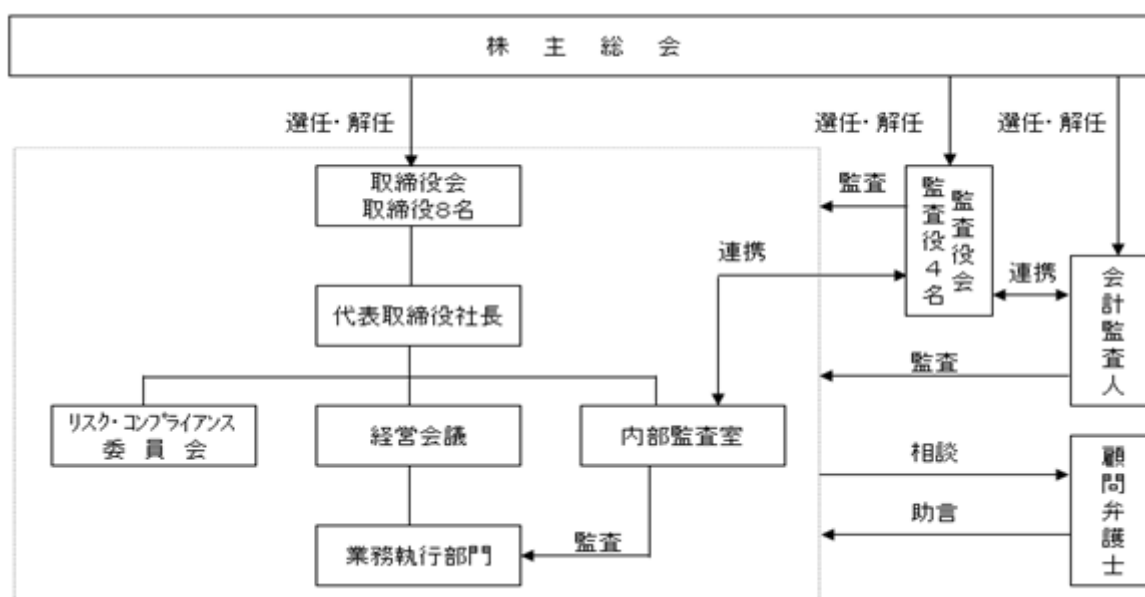 株主総会
選任・解任
選任・解任
選任・解任
取締役会
取締役8名
監査
監査役会
監査役4名
連携
連携
会計監査人
代表取締役社長
監査
リスク・コンプライアンス
委員会
経営会議
内部監査室
相談
顧問弁護士
助言
業務執行部門
監査